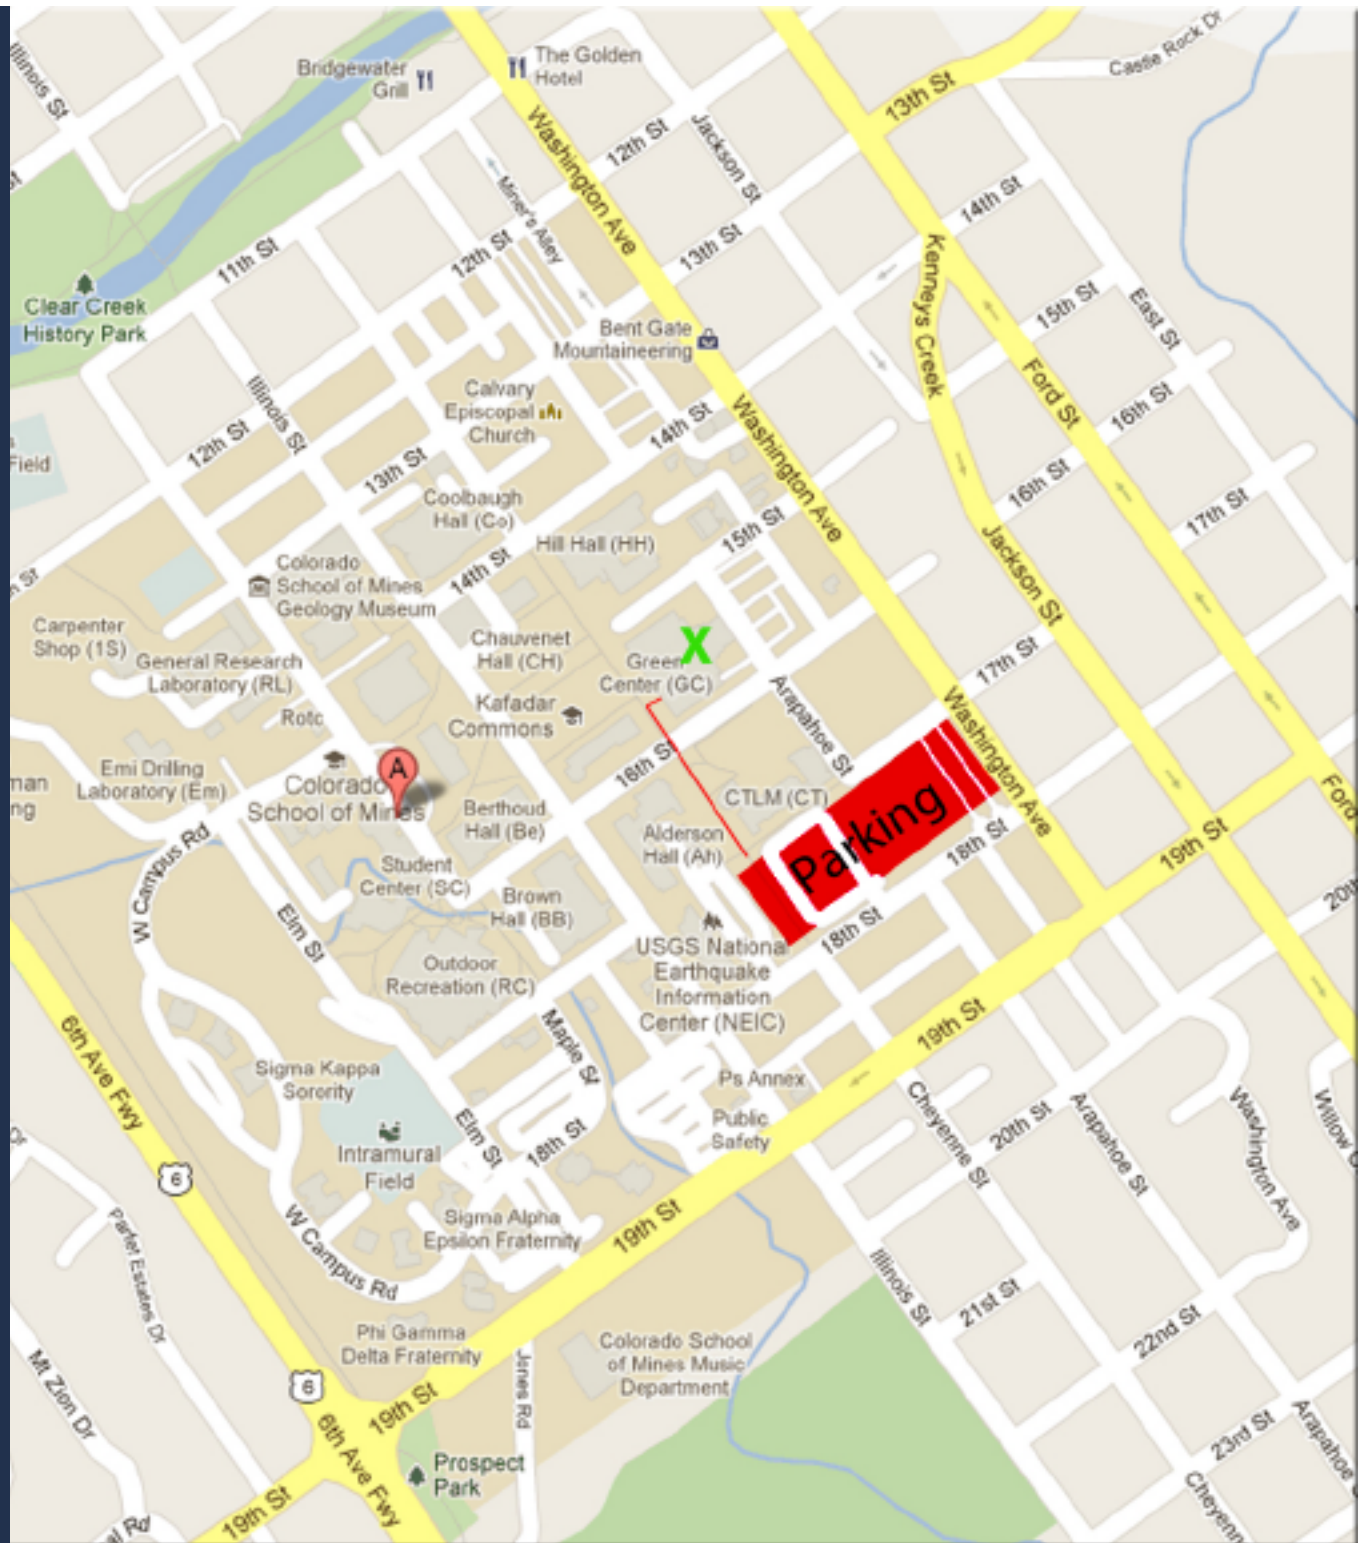 Illinois St
Bridgewater
Grill
The Golden
Hotel
Castle Rock Dr
13th St
Washington Ave
12th St
Jackson St
Miner's Alley
14th St
11th St
12th St
13th St
Kenneys Creek
Clear Creek
History Park
15th St
East St
Bent Gate
Mountaineering
Illinois St
Calvary
Episcopal
Church
Ford St
16th St
12th St
Field
14th St
Washington Ave
13th St
16th St
Coolbaugh
Hall (Co)
17th St
Hill Hall (HH)
15th St
St
Colorado
School of Mines
Geology Museum
14th St
Jackson St
Carpenter
Shop (1S)
General Research
Laboratory (RL)
Chauvenet
Hall (CH)
X
Green
Center (GC)
17th St
Rotc
Kafadar
Commons
Arapahoe St
Washington Ave
16th St
man
ng
Emi Drilling
Laboratory (Em)
A
Colorado
School of Mines
Berthoud
Hall (Be)
CTLM (CT)
Parking
Ford
Alderson
Hall (Ah)
18th St
19th St
W Campus Rd
Student
Center (SC)
Brown
Hall (BB)
20th
Elm St
18th St
USGS National
Earthquake
Information
Center (NEIC)
Outdoor
Recreation (RC)
6th Ave Fwy
Maple St
19th St
Sigma Kappa
Sorority
Ps Annex
Public
Safety
Cheyenne St
20th St
Arapahoe St
Washington Ave
Willow
Elm St
18th St
Intramural
Field
6
Dr
Parfet Estates Dr
W Campus Rd
Sigma Alpha
Epsilon Fraternity
19th St
Illinois St
21st St
22nd St
Phi Gamma
Delta Fraternity
Colorado School
of Mines Music
Department
Jones Rd
Mt Zion Dr
6
19th St
6th Ave Fwy
23rd St
Arapahoe
Prospect
Park
Cheyenn
19th St
al Rd